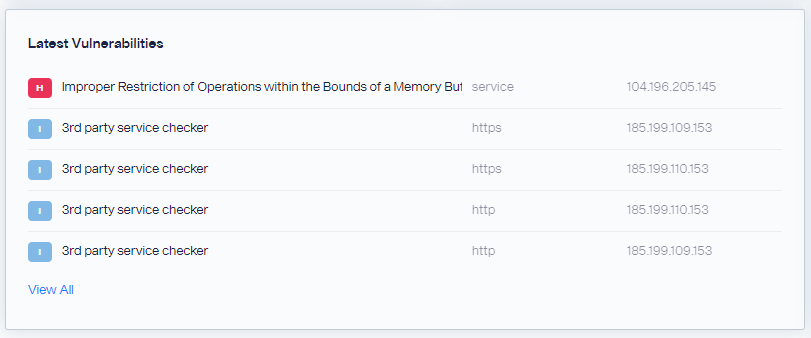 Latest Vulnerabilities
H Improper Restriction of Operations within the Bounds of a Memory Buf service 104.196.205.145
I 3rd party service checker https 185.199.109.153
I 3rd party service checker https 185.199.110.153
I 3rd party service checker http 185.199.110.153
I 3rd party service checker http 185.199.109.153
View All